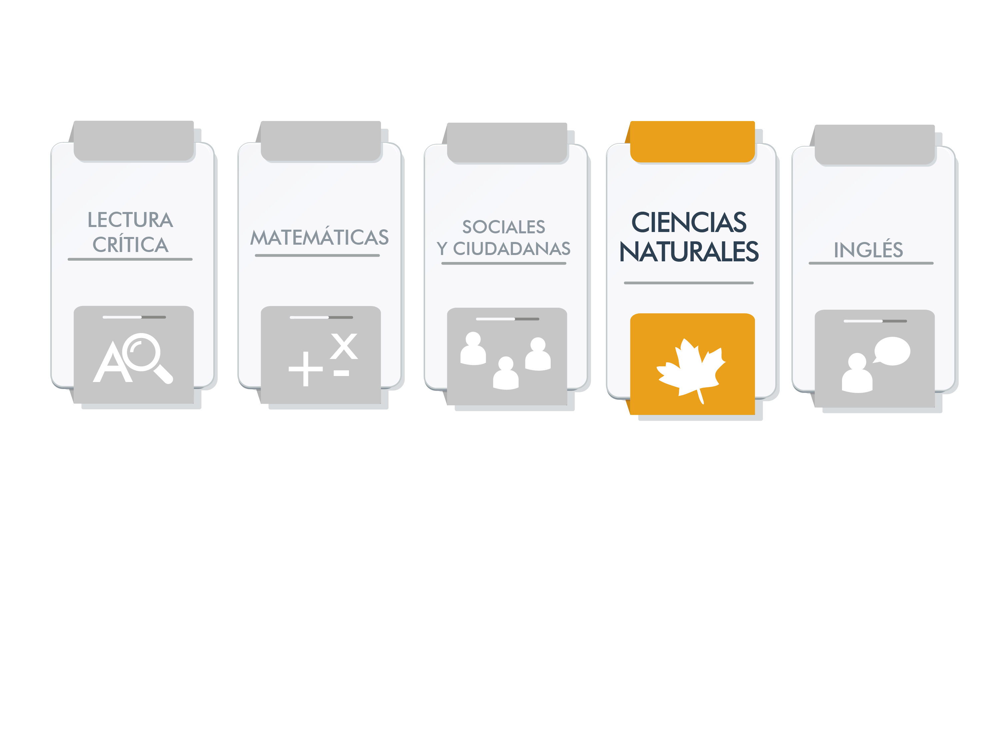 LECTURA
CRÍTICA
MATEMÁTICAS
SOCIALES
Y CIUDADANAS
CIENCIAS
NATURALES
INGLÉS
A
+
x
-